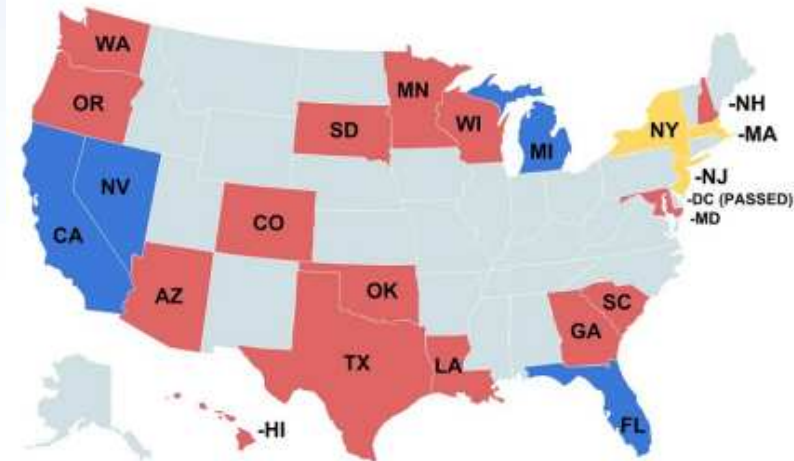 WA
OR
MN
SD
WI
MI
NY
-NH
-MA
-NJ
-DC (PASSED)
-MD
NV
CA
CO
AZ
OK
TX
LA
SC
GA
FL
-HI